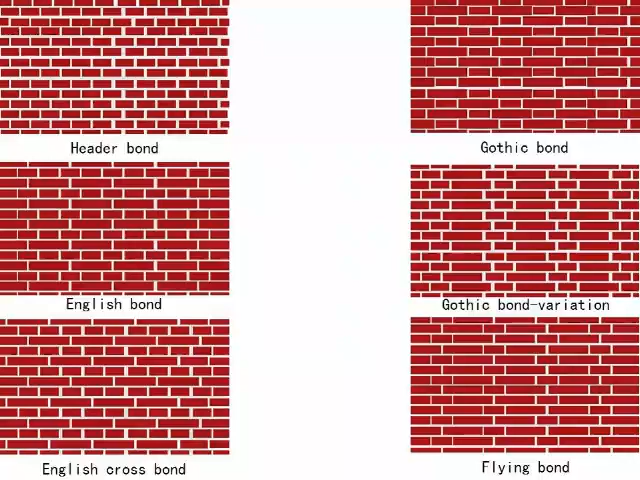 Header bond
Gothic bond
English bond
Gothic bond-variation
English cross bond
Flying bond